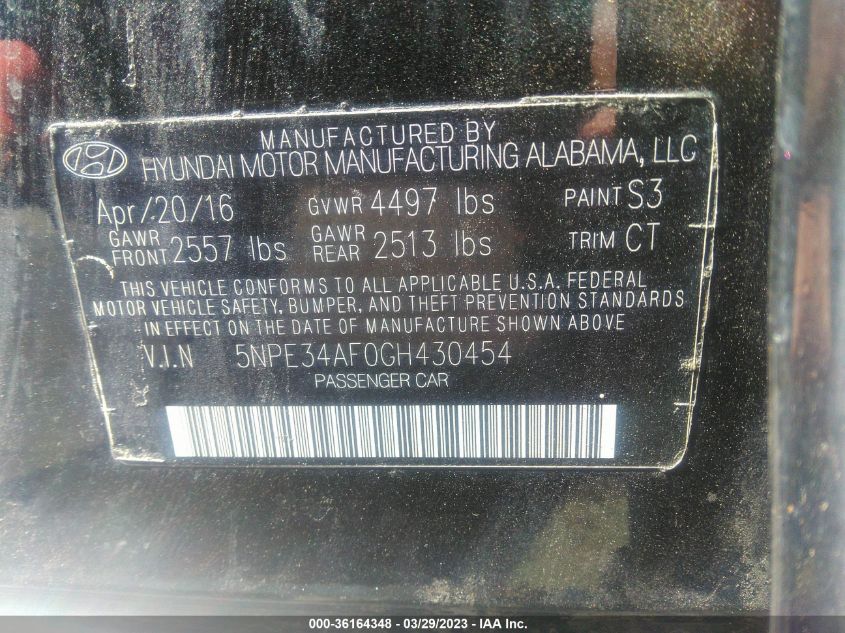 MANUFACTURED BY
HYUNDAI MOTOR MANUFACTURING ALABAMA, LLC
Apr/20/16 GVWR 4497 lbs PAINT S3
GAWR FRONT 2557 lbs GAWR REAR 2513 lbs TRIM CT
THIS VEHICLE CONFORMS TO ALL APPLICABLE U.S.A. FEDERAL
MOTOR VEHICLE SAFETY, BUMPER, AND THEFT PREVENTION STANDARDS
IN EFFECT ON THE DATE OF MANUFACTURE SHOWN ABOVE
V.I.N 5NPE34AF0GH430454
PASSENGER CAR
000-36164348 - 03/29/2023 - IAA Inc.